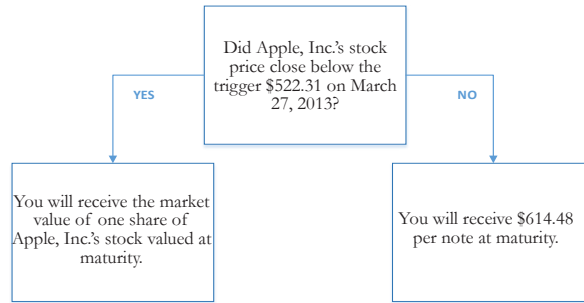 Did Apple, Inc.'s stock
price close below the
trigger $522.31 on March
27, 2013?
YES
NO
You will receive the market
value of one share of
Apple, Inc.'s stock valued at
maturity.
You will receive $614.48
per note at maturity.